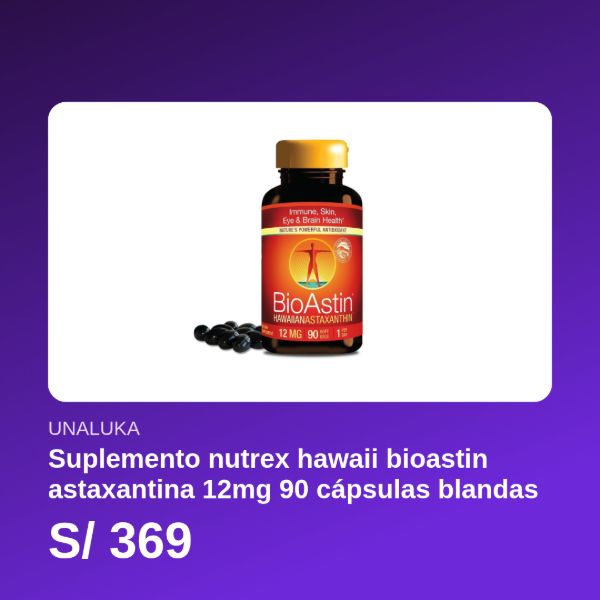 Immune, Skin,
Eye & Brain Health*
NATURE'S POWERFUL ANTIOXIDANT
BioAstin
HAWAIIAN ASTAXANTHIN
12 MG 90 1
UNALUKA
Suplemento nutrex hawaii bioastin
astaxantina 12mg 90 cápsulas blandas
S/ 369